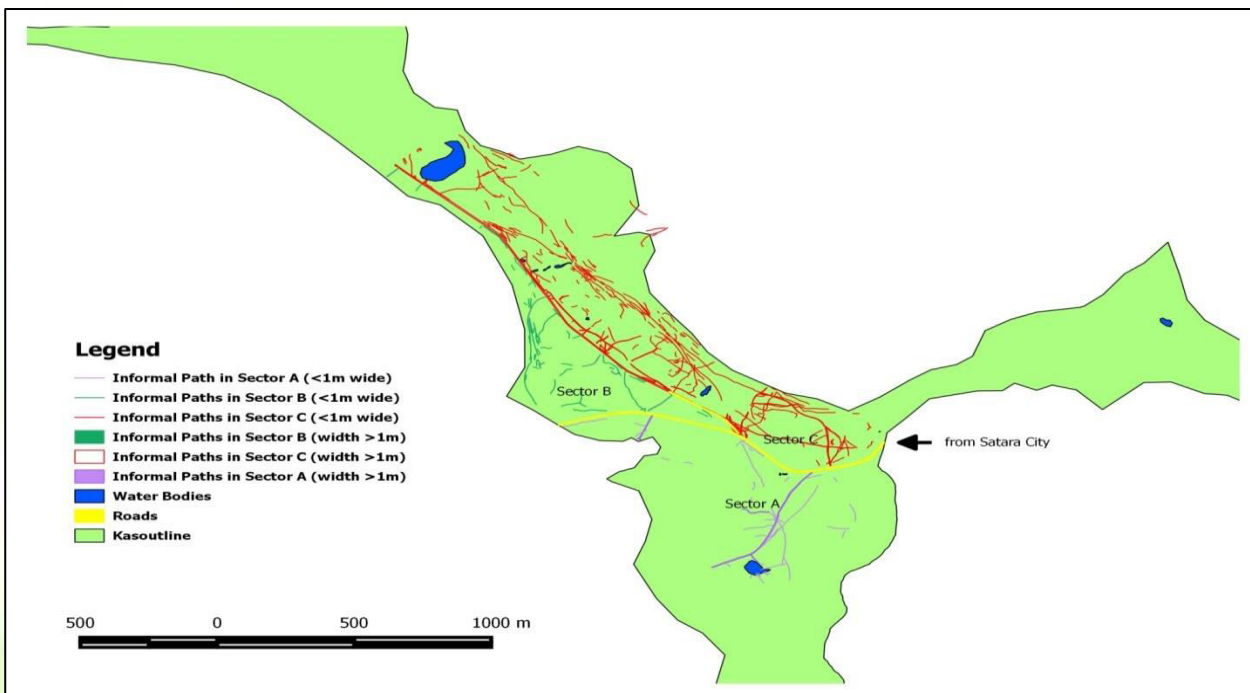 Sector B
Sector C
from Satara City
Sector A
Legend
Informal Path in Sector A (<1m wide)
Informal Paths in Sector B (<1m wide)
Informal Paths in Sector C (<1m wide)
Informal Paths in Sector B (width >1m)
Informal Paths in Sector C (width >1m)
Informal Paths in Sector A (width >1m)
Water Bodies
Roads
Kasoutline
500 0 500 1000 m